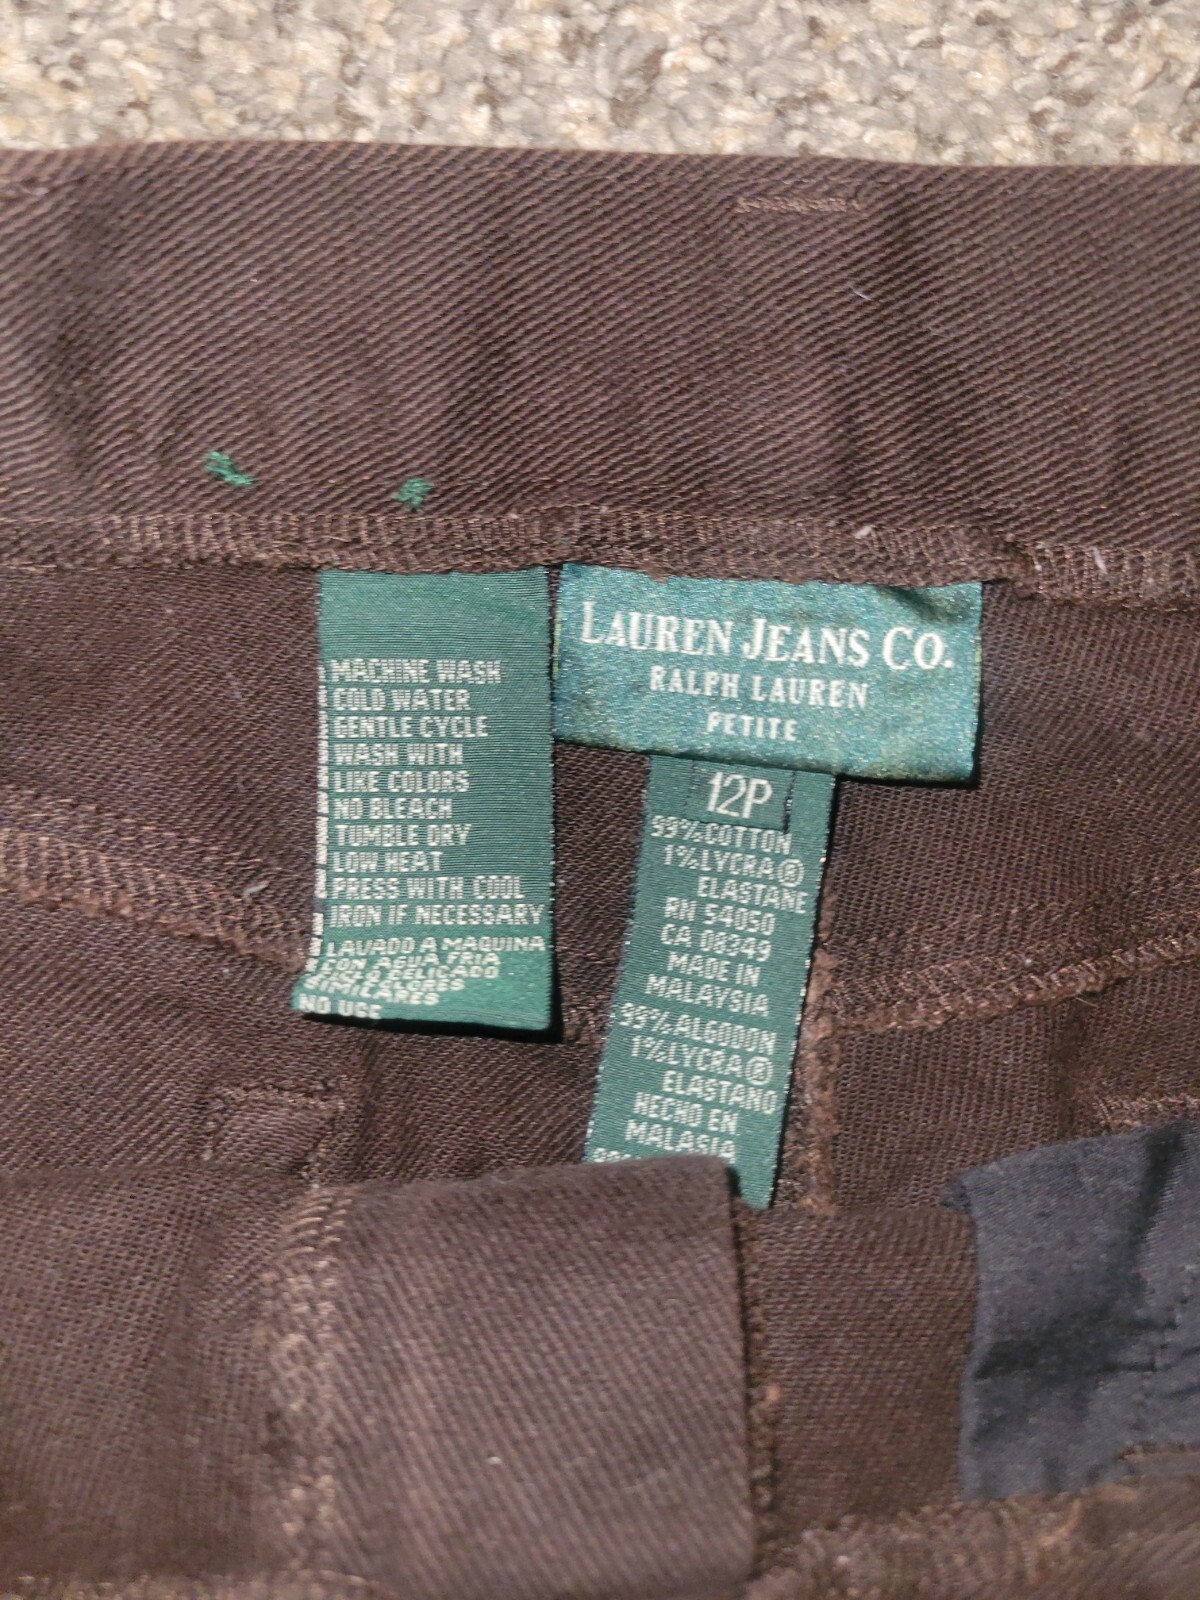 MACHINE WASH
COLD WATER
GENTLE CYCLE
WASH WITH
LIKE COLORS
NO BLEACH
TUMBLE DRY
LOW HEAT
PRESS WITH COOL
IRON IF NECESSARY
LAVADO A MAQUINA
CON AGUA FRIA
DELICADO
SIMILARES
NO
LAUREN JEANS CO.
RALPH LAUREN
PETITE
12P
99% COTTON
1% LYCRA®
ELASTANE
RN 54050
CA 08349
MADE IN
MALAYSIA
99% ALGODON
1% LYCRA®
ELASTANO
HECHO EN
MALASIA